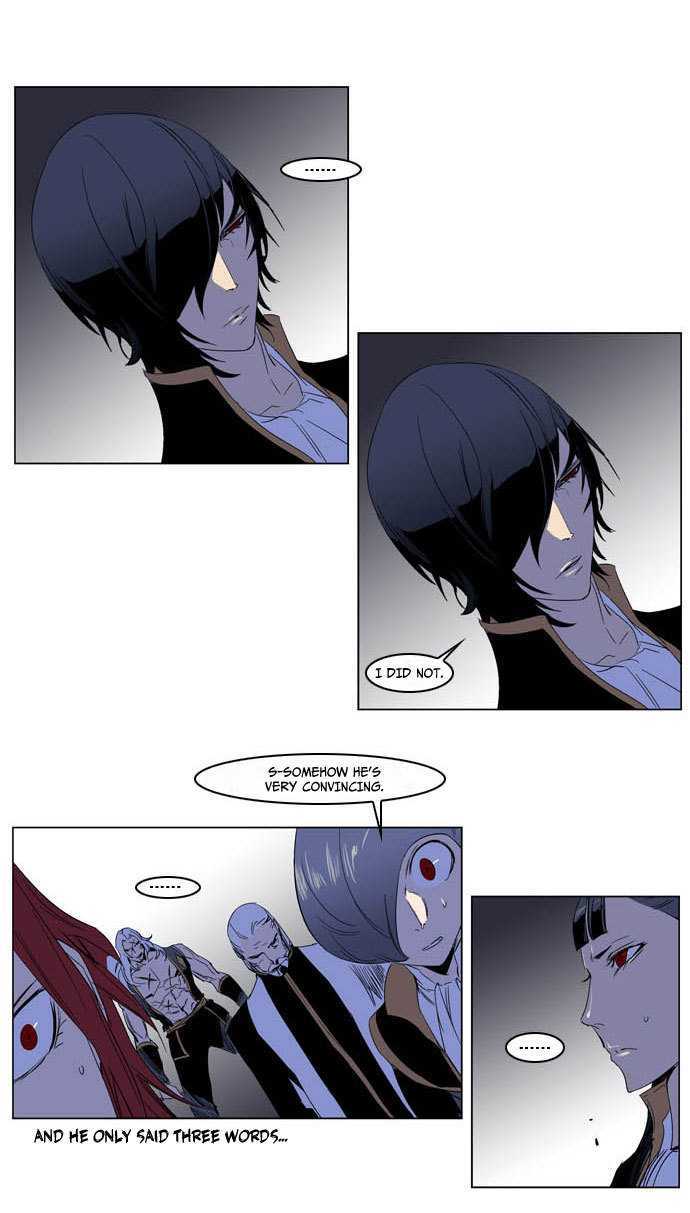 ------
I DID NOT.
S-SOMEHOW HE'S
VERY CONVINCING.
------
------
AND HE ONLY SAID THREE WORDS...